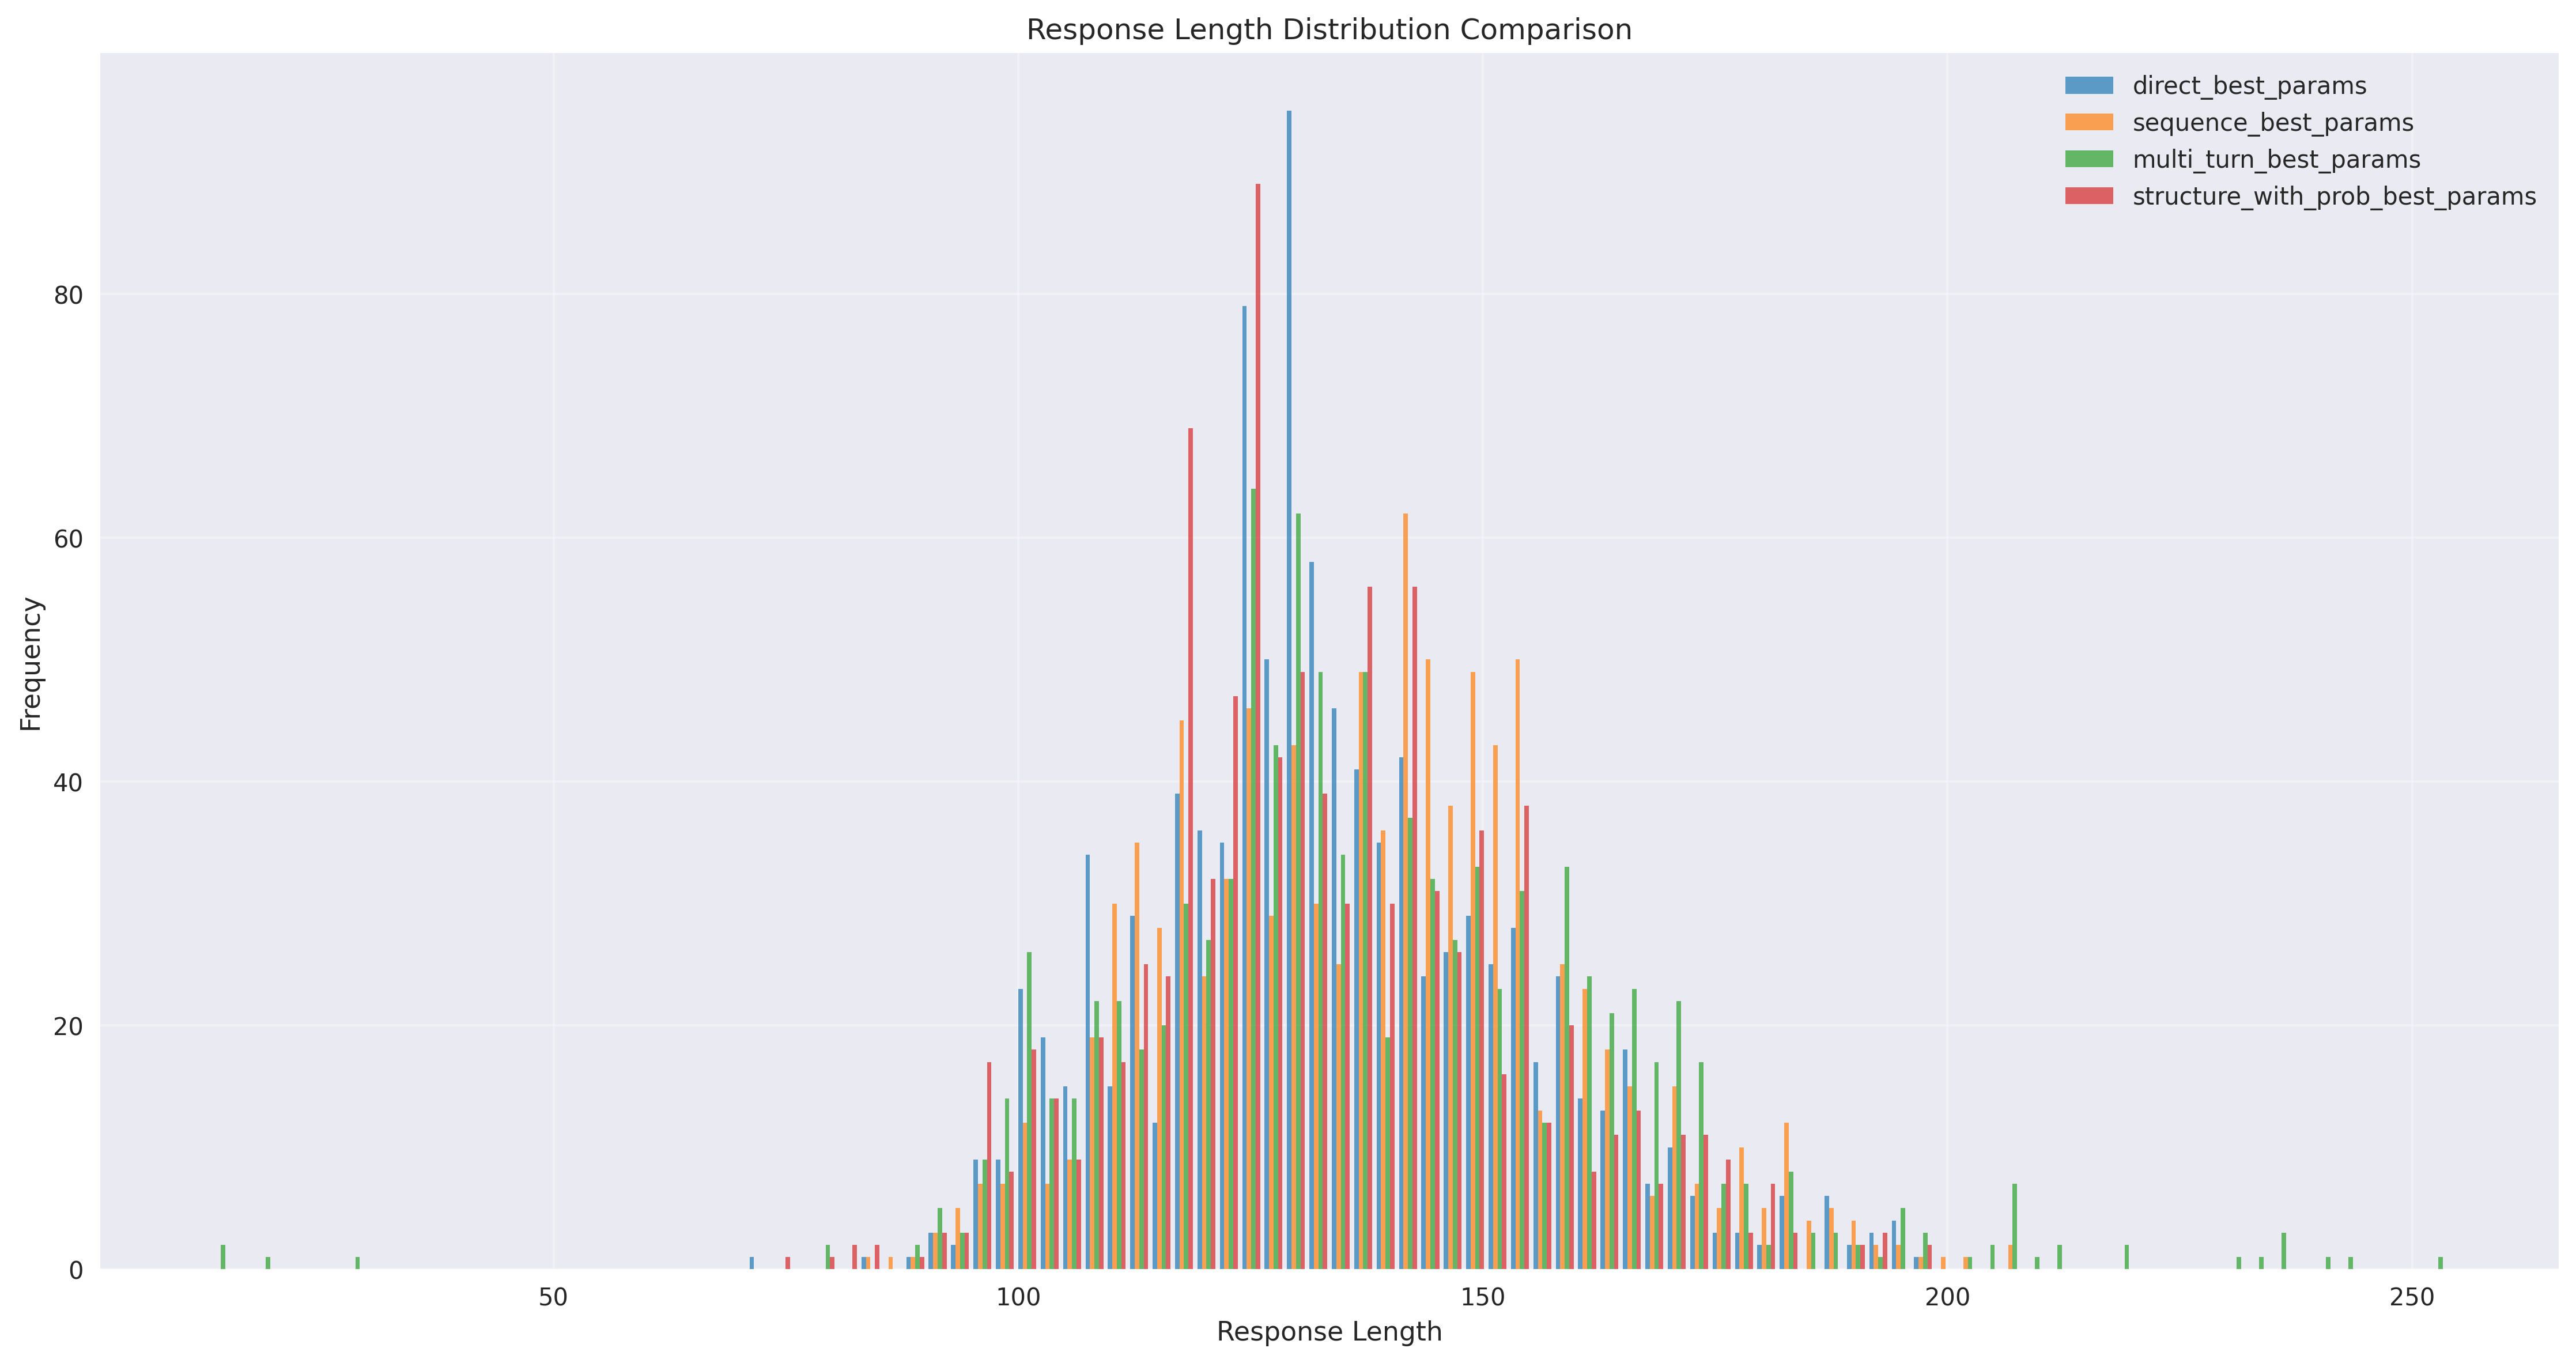 Response Length Distribution Comparison
direct_best_params
sequence_best_params
multi_turn_best_params
structure_with_prob_best_params
Frequency
80
60
40
20
0
50 100 150 200 250
Response Length